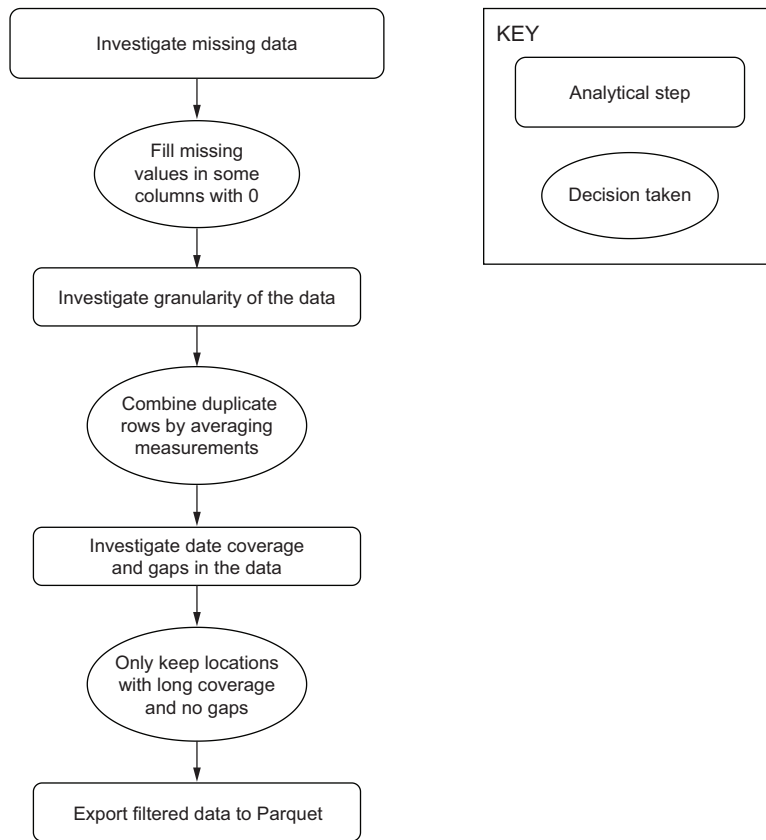 Investigate missing data
Fill missing
values in some
columns with 0
Investigate granularity of the data
Combine duplicate
rows by averaging
measurements
Investigate date coverage
and gaps in the data
Only keep locations
with long coverage
and no gaps
Export filtered data to Parquet
KEY
Analytical step
Decision taken